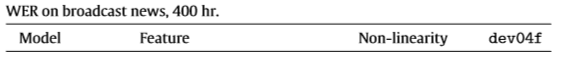 WER on broadcast news, 400 hr.
Model Feature Non-linearity dev04f